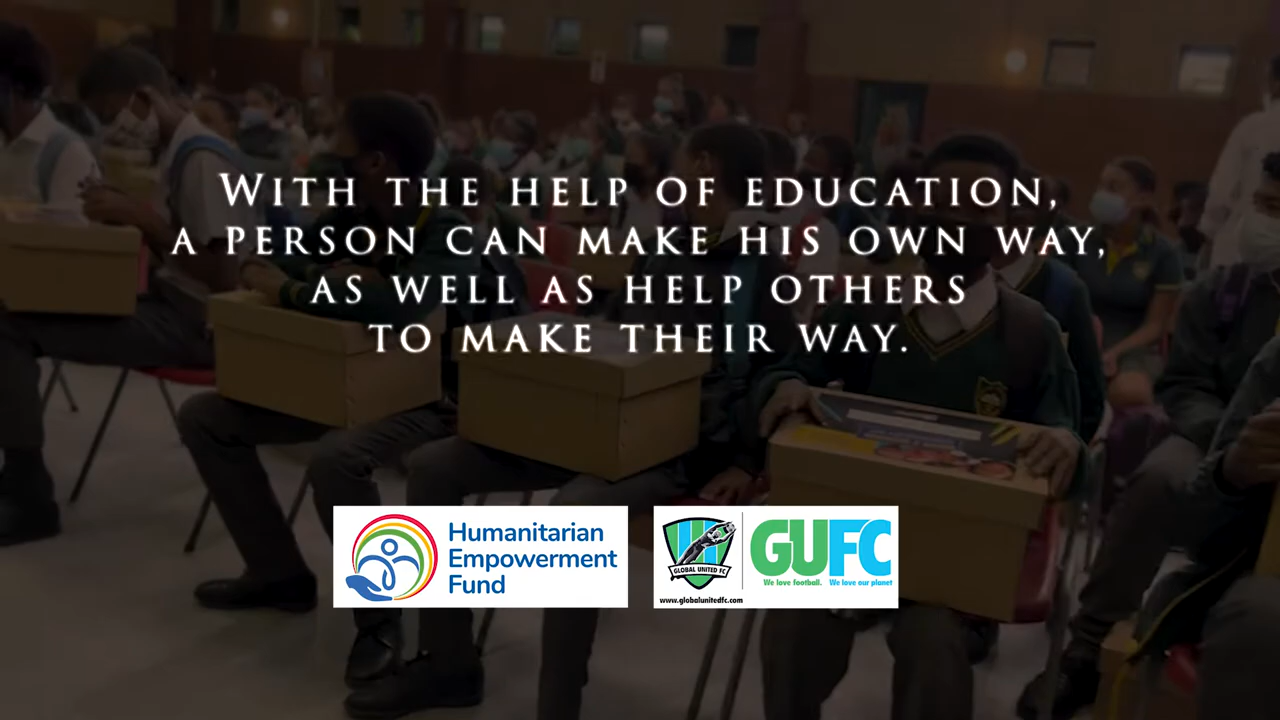 WITH THE HELP OF EDUCATION,
A PERSON CAN MAKE HIS OWN WAY,
AS WELL AS HELP OTHERS
TO MAKE THEIR WAY.
Humanitarian
Empowerment
Fund
GLOBAL UNITED FC
www.globalunitedfc.com
GUFC
We love football. We love our planet